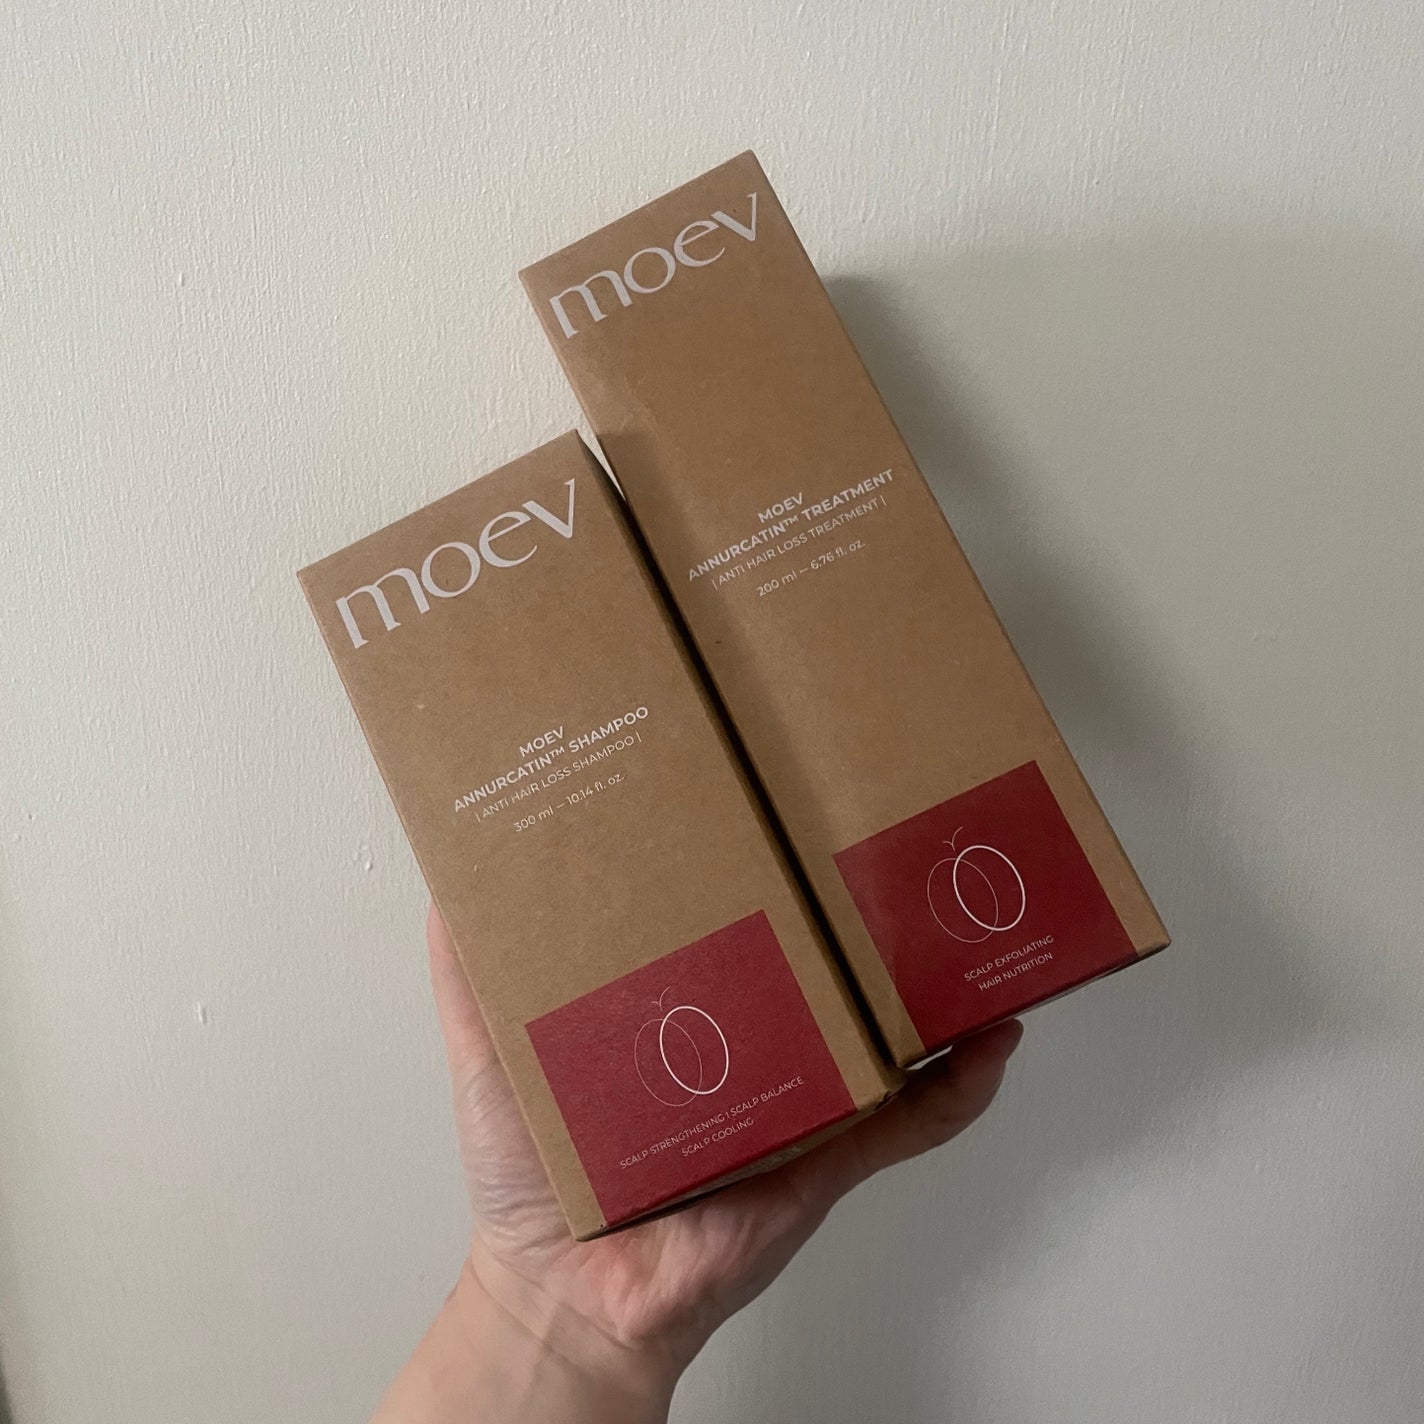 moev
MOEV
ANNURCATIN™ SHAMPOO
| ANTI HAIR LOSS SHAMPOO |
300 ml — 10.14 fl. oz.
SCALP STRENGTHENING | SCALP BALANCE
SCALP COOLING
moev
MOEV
ANNURCATIN™ TREATMENT
| ANTI HAIR LOSS TREATMENT |
200 ml — 6.76 fl. oz.
SCALP EXFOLIATING
HAIR NUTRITION